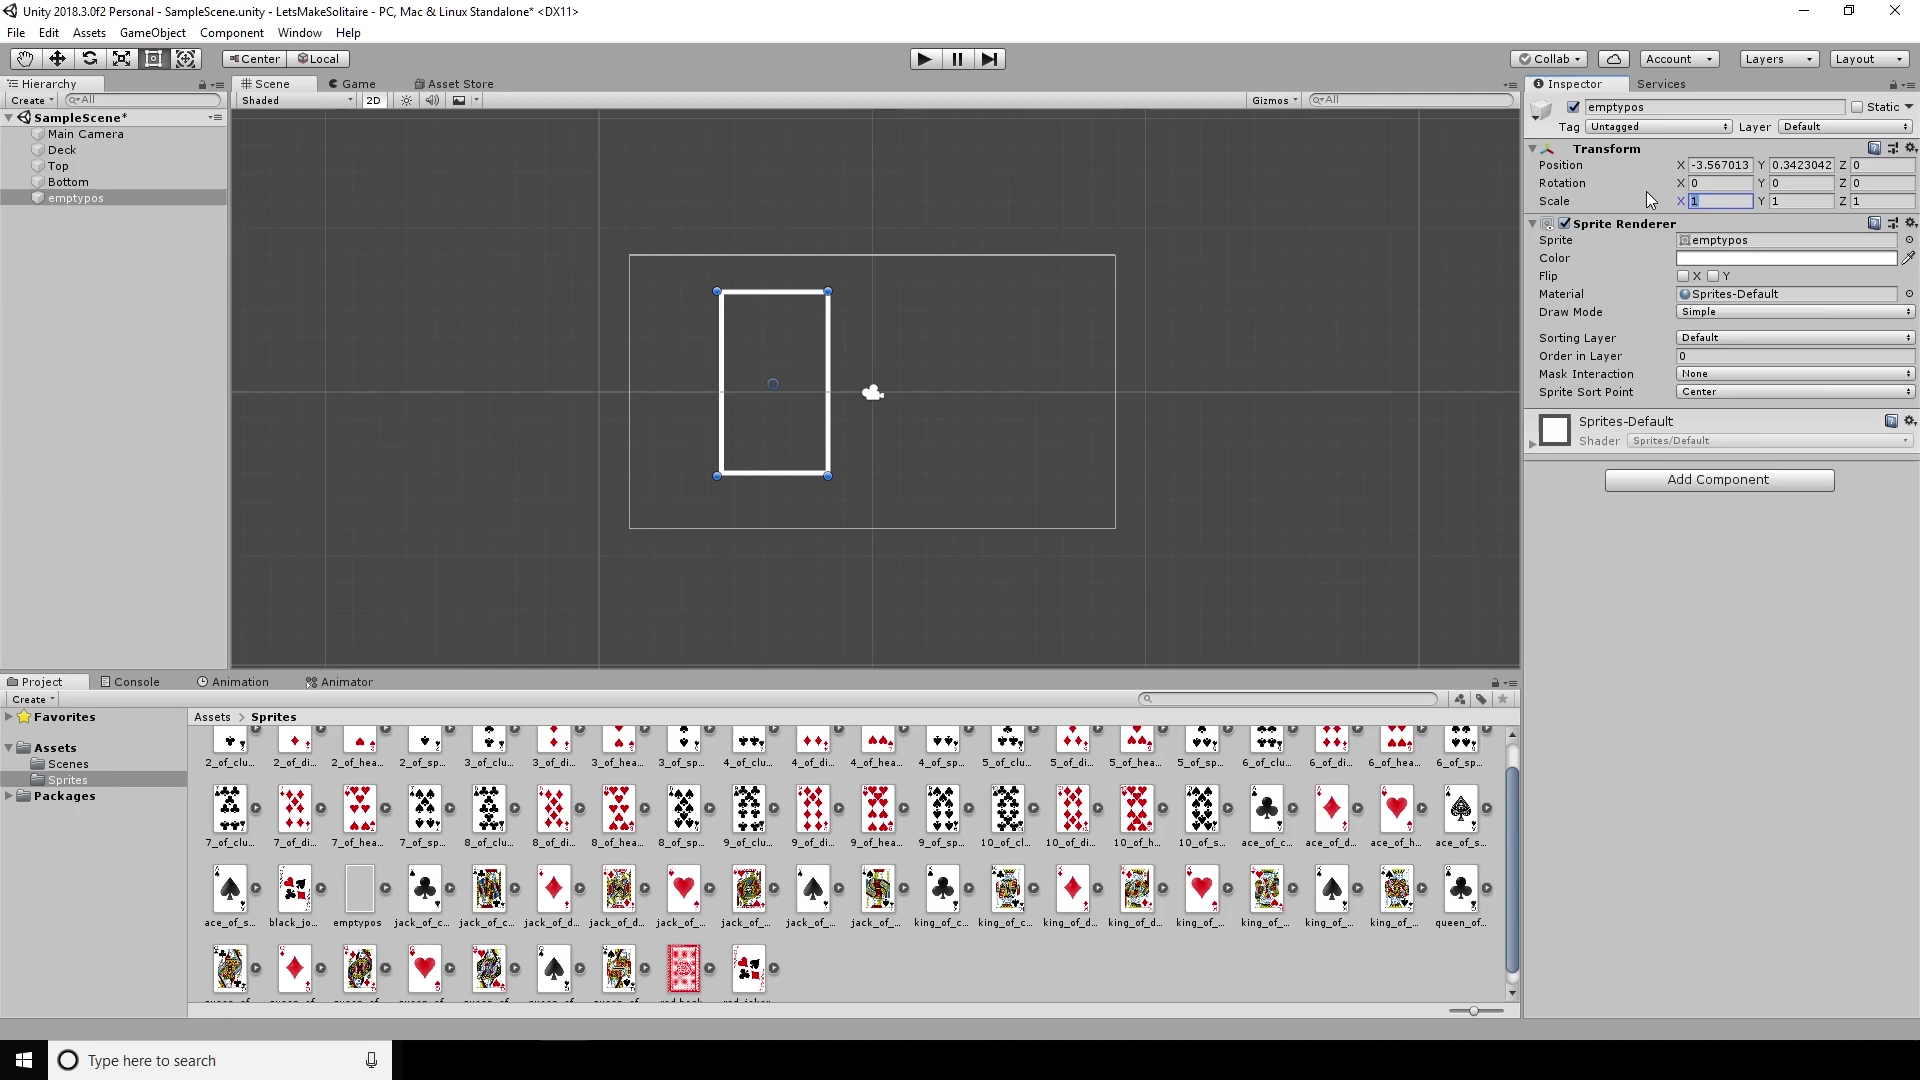 Unity 2018.3.0f2 Personal - SampleScene.unity - LetsMakeSolitaire - PC, Mac & Linux Standalone* <DX11>
File Edit Assets GameObject Component Window Help
Center Local Collab Account Layers Layout
Hierarchy Scene Game Asset Store Inspector Services
Create All Shaded 2D Gizmos All
SampleScene*
Main Camera
Deck
Top
Bottom
emptypos
emptypos Static
Tag Untagged Layer Default
Transform
Position X -3.567013 Y 0.3423042 Z 0
Rotation X 0 Y 0 Z 0
Scale X 1 Y 1 Z 1
Sprite Renderer
Sprite emptypos
Color
Flip X Y
Material Sprites-Default
Draw Mode Simple
Sorting Layer Default
Order in Layer 0
Mask Interaction None
Sprite Sort Point Center
Sprites-Default
Shader Sprites/Default
Add Component
Project Console Animation Animator
Create
Favorites
Assets
Scenes
Sprites
Packages
Assets > Sprites
2_of_clu... 2_of_di... 2_of_hea... 2_of_sp... 3_of_clu... 3_of_di... 3_of_hea... 3_of_sp... 4_of_clu... 4_of_di... 4_of_hea... 4_of_sp... 5_of_clu... 5_of_di... 5_of_hea... 5_of_sp... 6_of_clu... 6_of_di... 6_of_hea... 6_of_sp...
7_of_clu... 7_of_di... 7_of_hea... 7_of_sp... 8_of_clu... 8_of_di... 8_of_hea... 8_of_sp... 9_of_clu... 9_of_di... 9_of_hea... 9_of_sp... 10_of_cl... 10_of_di... 10_of_h... 10_of_s... ace_of_c... ace_of_d... ace_of_h... ace_of_s...
ace_of_s... black_jo... emptypos jack_of_c... jack_of_c... jack_of_d... jack_of_d... jack_of_... jack_of_... jack_of_... jack_of_... king_of_c... king_of_c... king_of_d... king_of_d... king_of_... king_of_... king_of_... king_of_... queen_of...
Type here to search